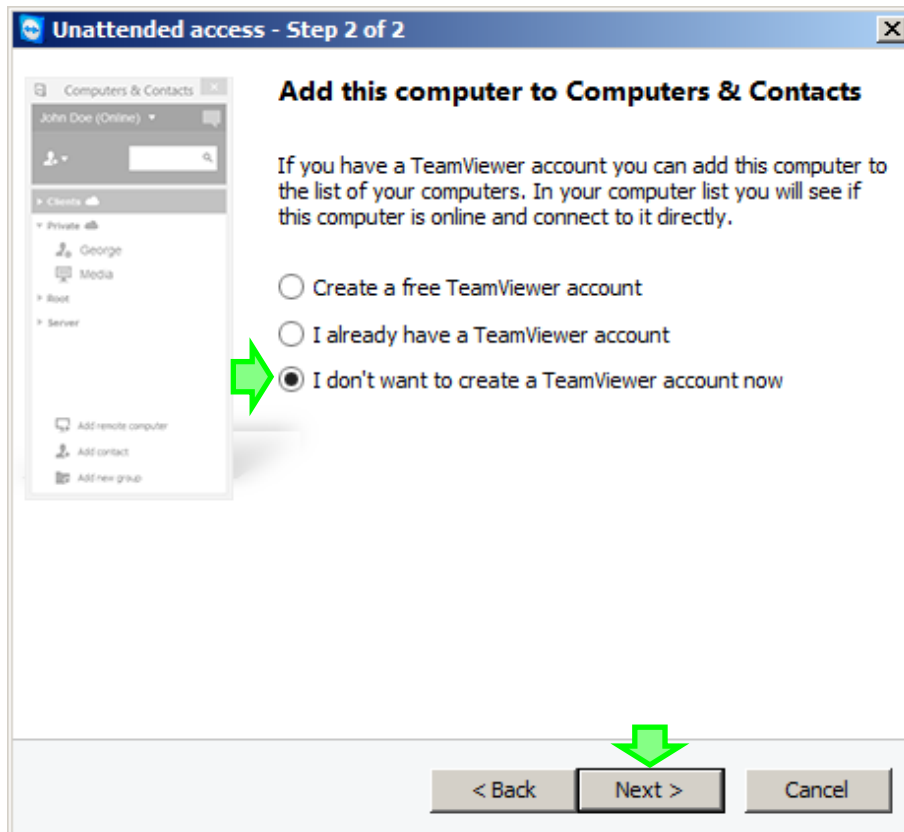 Unattended access - Step 2 of 2
Computers & Contacts
John Doe (Online)
Clients
Private
George
Media
Root
Server
Add remote computer
Add contact
Add new group
Add this computer to Computers & Contacts
If you have a TeamViewer account you can add this computer to
the list of your computers. In your computer list you will see if
this computer is online and connect to it directly.
Create a free TeamViewer account
I already have a TeamViewer account
I don't want to create a TeamViewer account now
< Back
Next >
Cancel